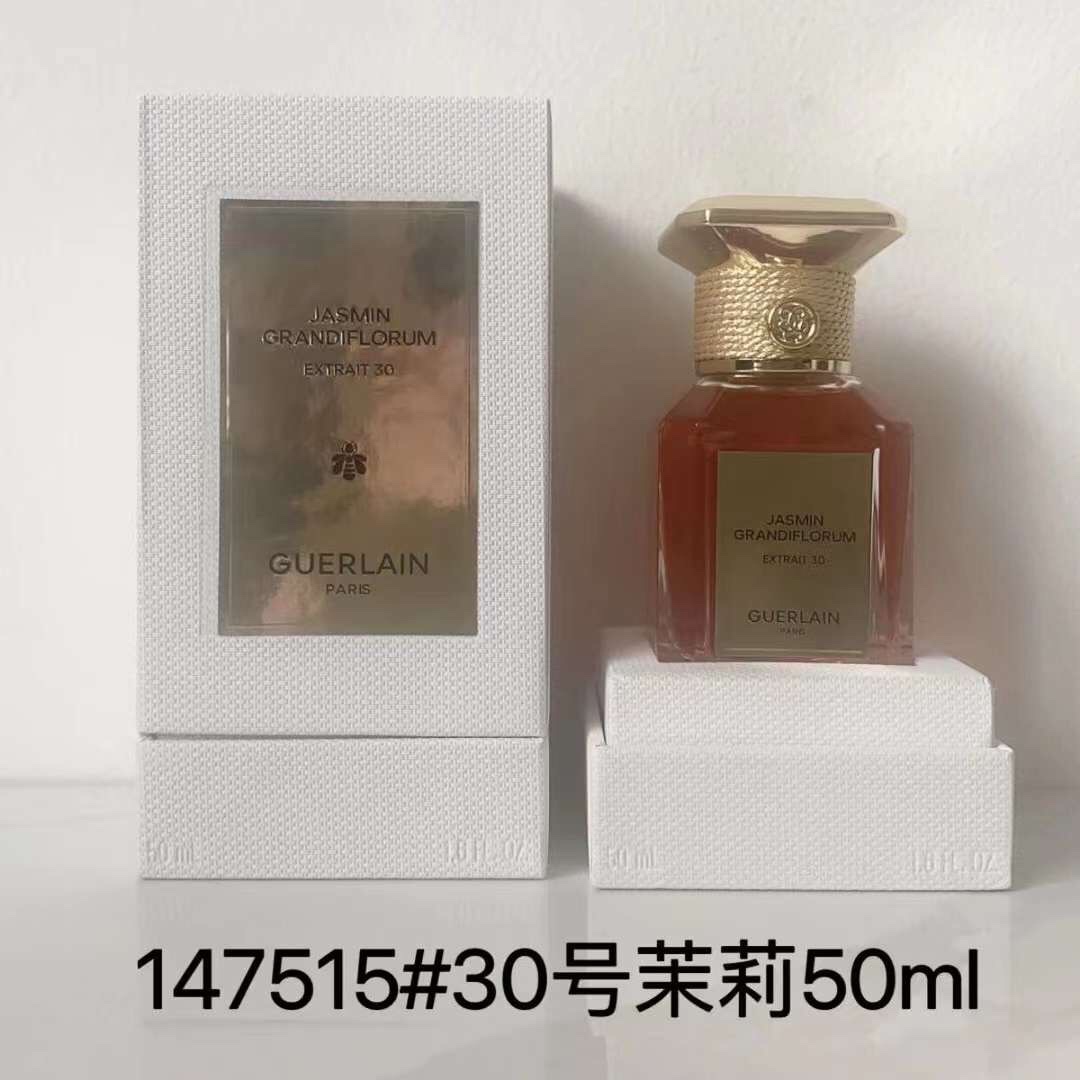 JASMIN
GRANDIFLORUM
EXTRAIT 30
GUERLAIN
PARIS
JASMIN
GRANDIFLORUM
EXTRAIT 30
GUERLAIN
PARIS
50 ml
1.6 FL. OZ
50 ml
1.6 FL. OZ
147515#30号茉莉50ml